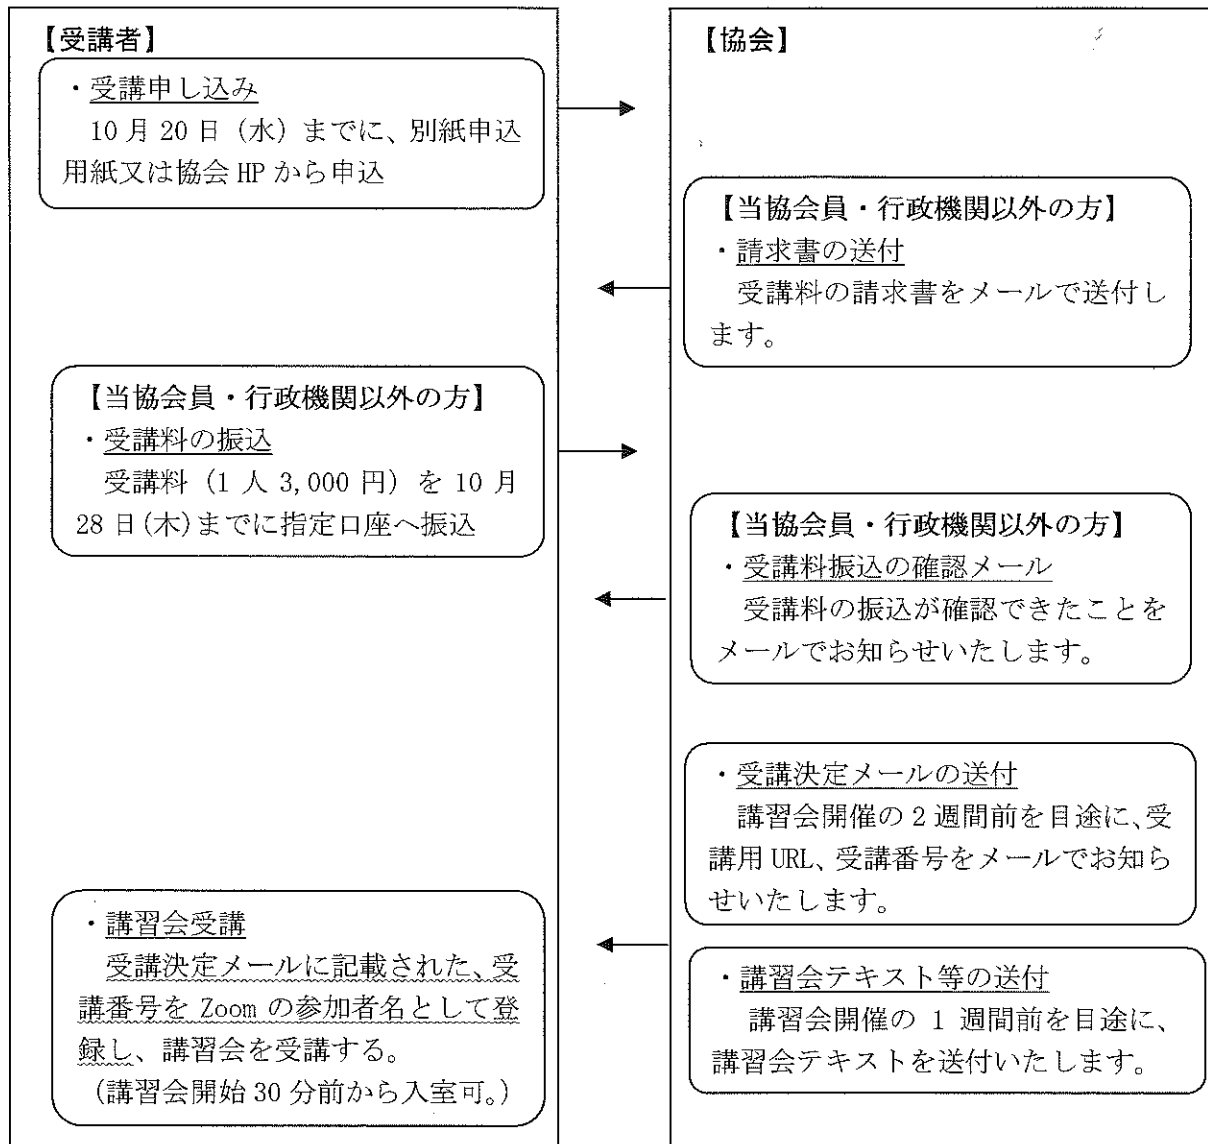 【受講者】
・受講申し込み
10月20日（水）までに、別紙申込
用紙又は協会HPから申込
【協会】
【当協会員・行政機関以外の方】
・請求書の送付
受講料の請求書をメールで送付し
ます。
【当協会員・行政機関以外の方】
・受講料の振込
受講料（1人3,000円）を10月
28日(木)までに指定口座へ振込
【当協会員・行政機関以外の方】
・受講料振込の確認メール
受講料の振込が確認できたことを
メールでお知らせいたします。
・受講決定メールの送付
講習会開催の2週間前を目途に、受
講用URL、受講番号をメールでお知ら
せいたします。
・講習会テキスト等の送付
講習会開催の1週間前を目途に、
講習会テキストを送付いたします。
・講習会受講
受講決定メールに記載された、受
講番号をZoomの参加者名として登
録し、講習会を受講する。
（講習会開始30分前から入室可。）